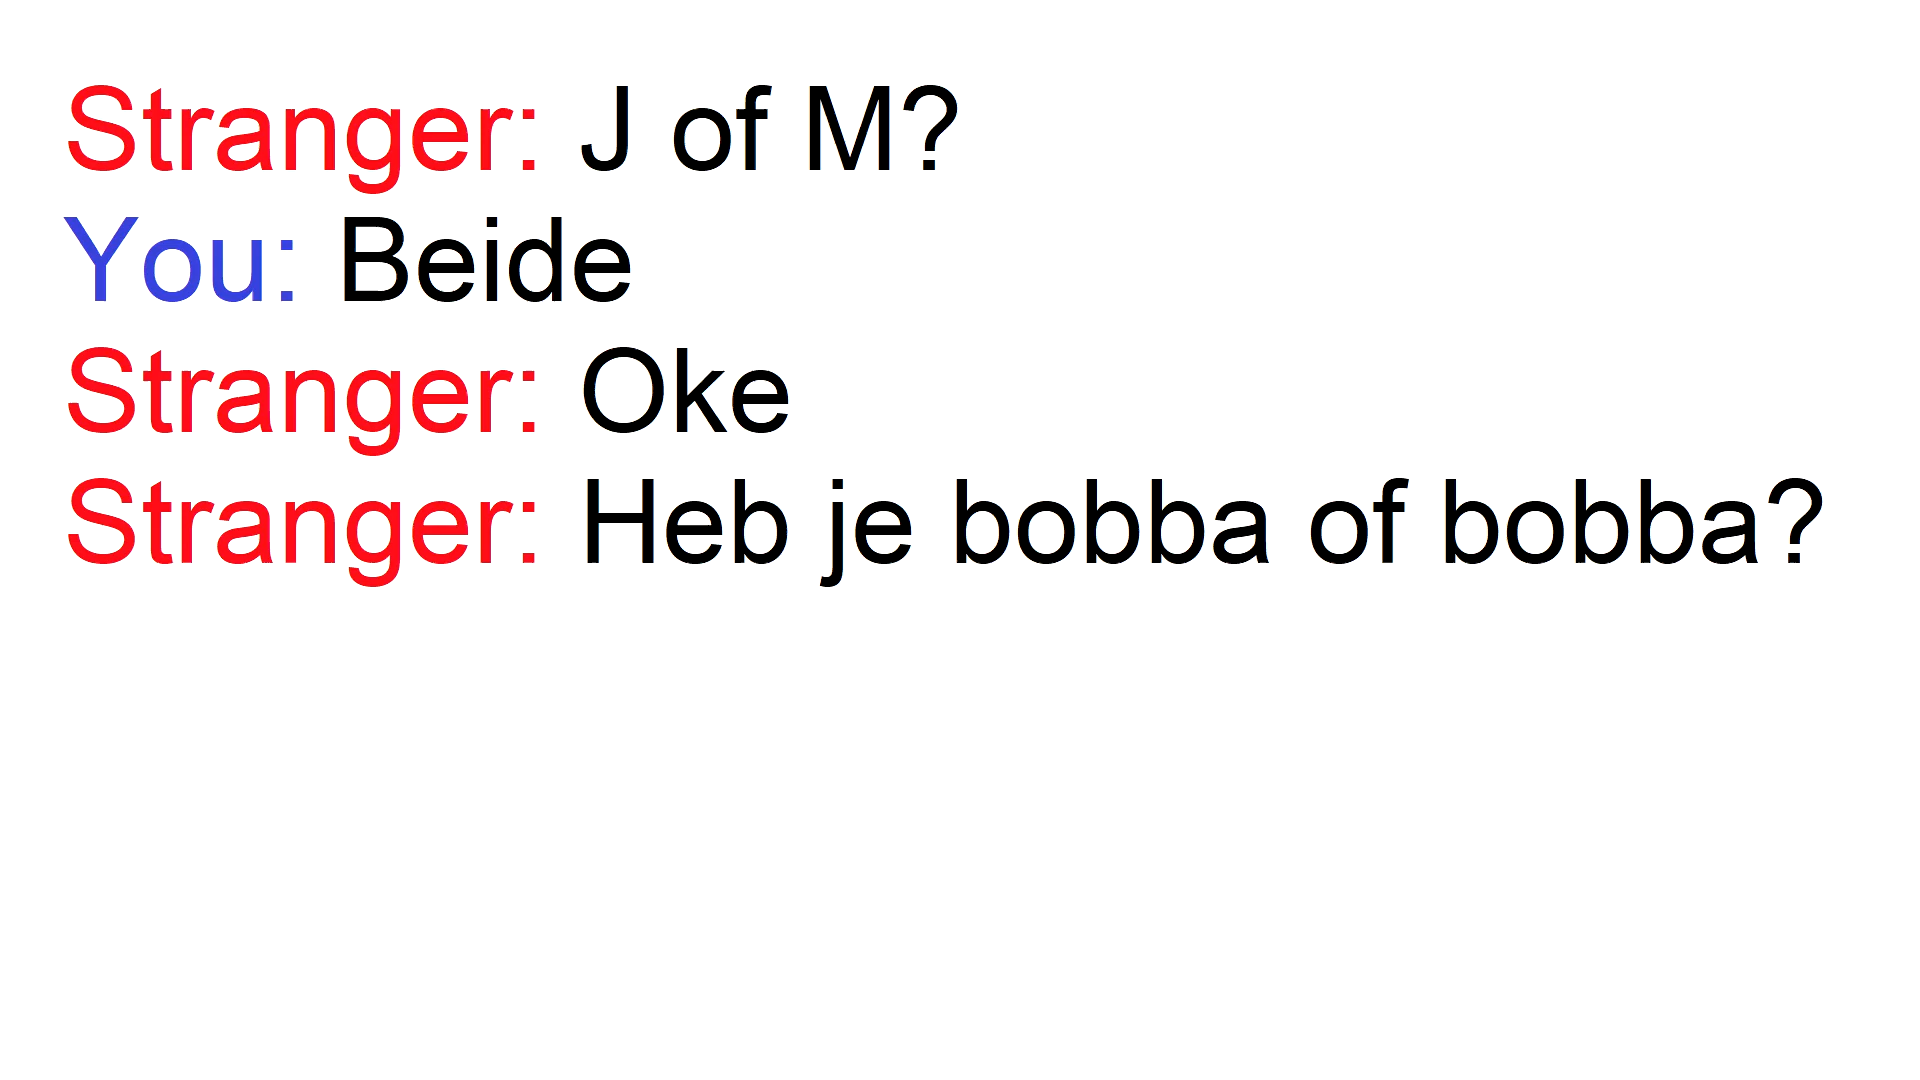 Stranger: J of M?
You: Beide
Stranger: Oke
Stranger: Heb je bobba of bobba?